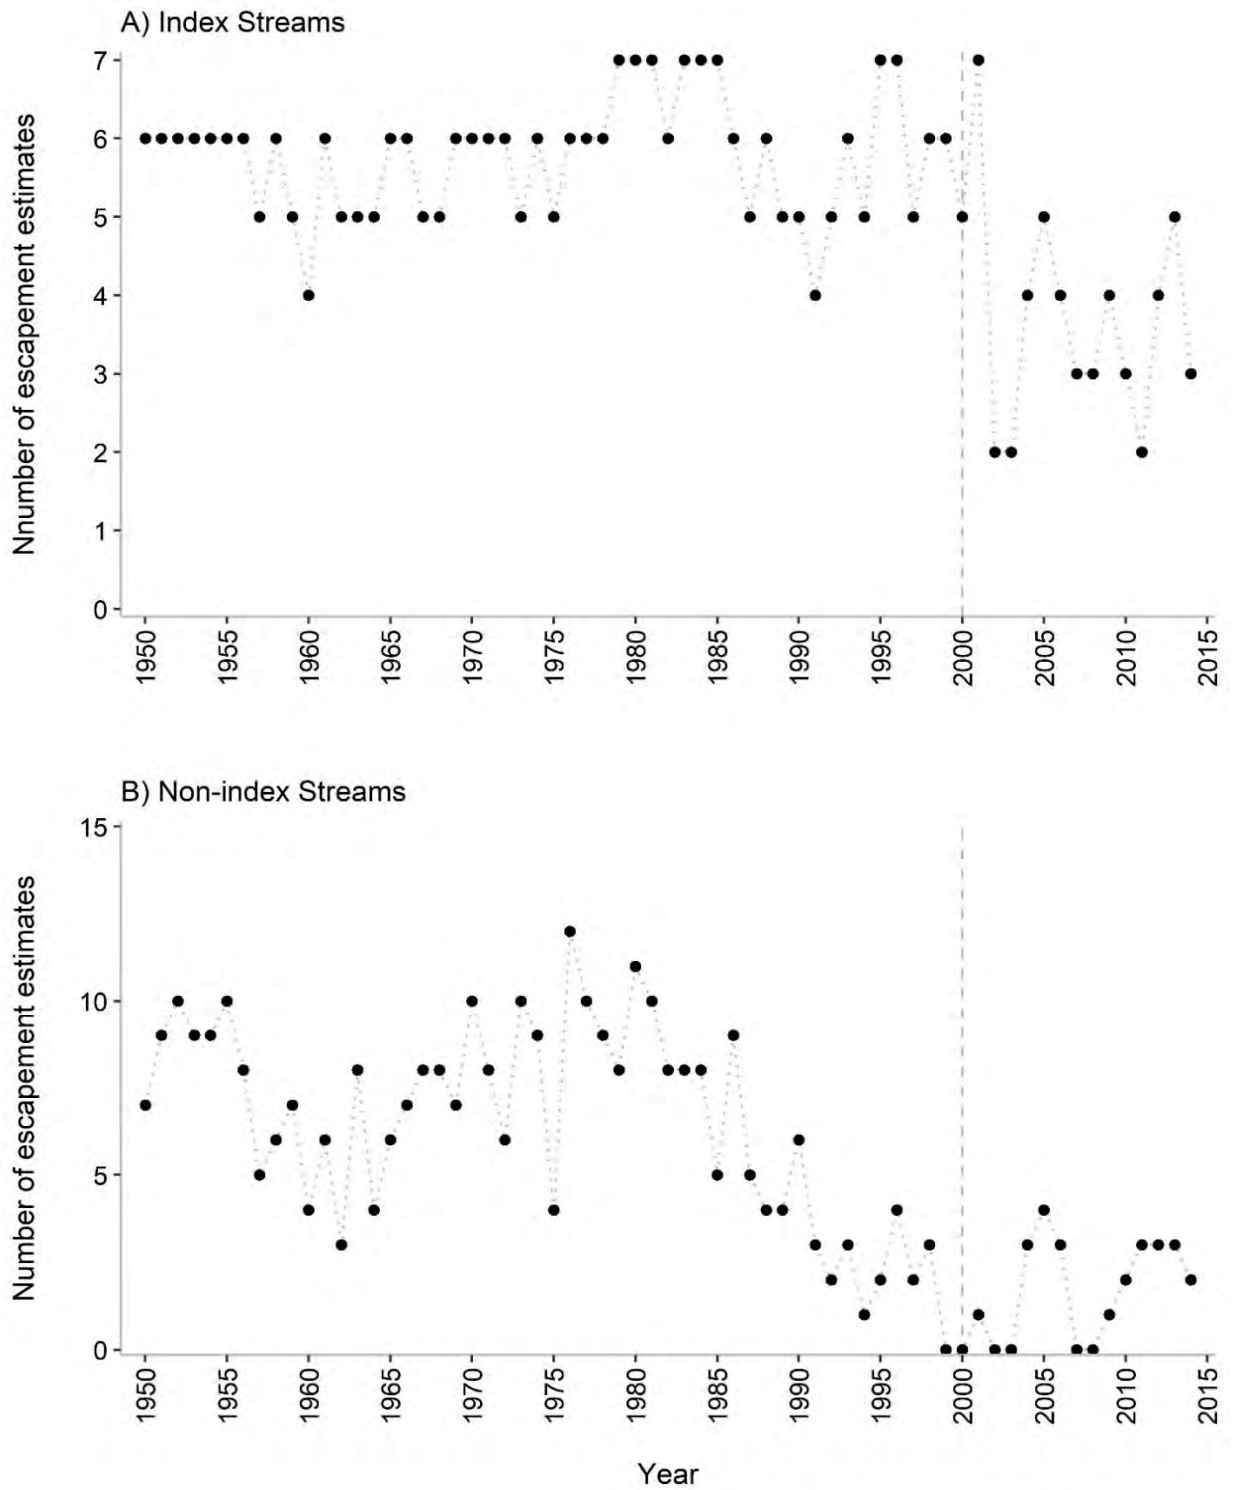 A) Index Streams
Nnumber of escapement estimates
7
6
5
4
3
2
1
0
1950 1955 1960 1965 1970 1975 1980 1985 1990 1995 2000 2005 2010 2015
B) Non-index Streams
Number of escapement estimates
15
10
5
0
1950 1955 1960 1965 1970 1975 1980 1985 1990 1995 2000 2005 2010 2015
Year